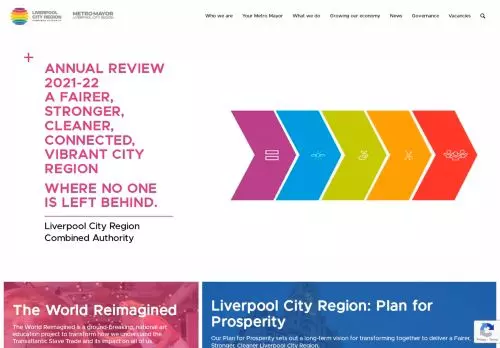 LIVERPOOL
CITY REGION
COMBINED AUTHORITY
METRO MAYOR
LIVERPOOL CITY REGION
Who we are
Your Metro Mayor
What we do
Growing our economy
News
Governance
Vacancies
ANNUAL REVIEW
2021-22
A FAIRER,
STRONGER,
CLEANER,
CONNECTED,
VIBRANT CITY
REGION
WHERE NO ONE
IS LEFT BEHIND.
Liverpool City Region
Combined Authority
The World Reimagined
The World Reimagined is a ground-breaking, national art
education project to transform how we understand the
Transatlantic Slave Trade and its impact on all of us.
Liverpool City Region: Plan for
Prosperity
Our Plan for Prosperity sets out a long-term vision for transforming together to deliver a Fairer,
Stronger, Cleaner Liverpool City Region.